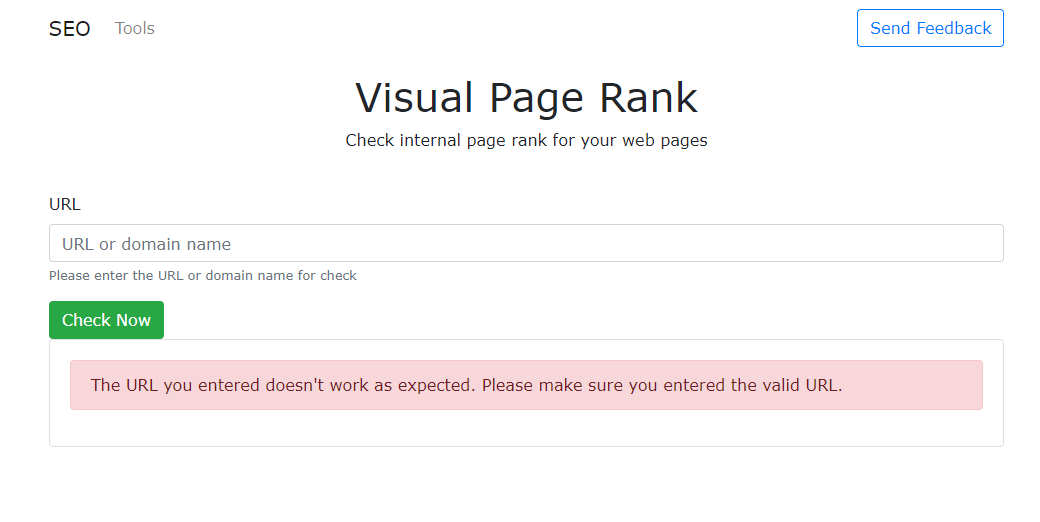 SEO Tools Send Feedback
Visual Page Rank
Check internal page rank for your web pages
URL
URL or domain name
Please enter the URL or domain name for check
Check Now
The URL you entered doesn't work as expected. Please make sure you entered the valid URL.